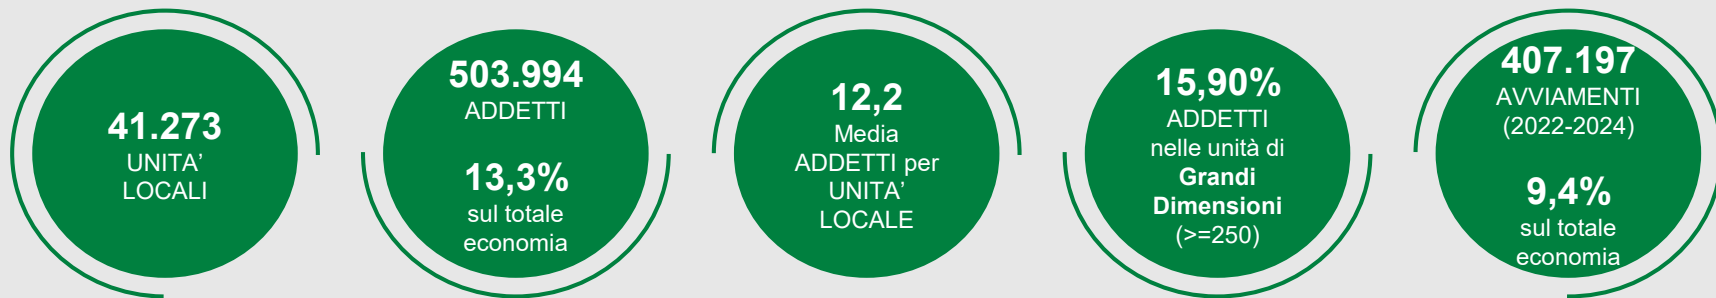 41.273
UNITA'
LOCALI
503.994
ADDETTI
13,3%
sul totale
economia
12,2
Media
ADDETTI per
UNITA'
LOCALE
15,90%
ADDETTI
nelle unità di
Grandi
Dimensioni
(>=250)
407.197
AVVIAMENTI
(2022-2024)
9,4%
sul totale
economia